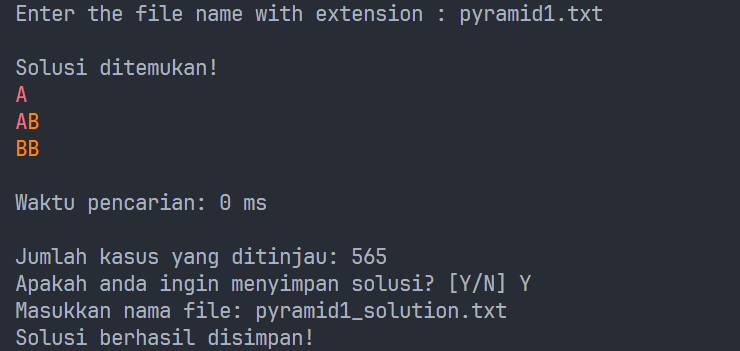 Enter the file name with extension : pyramid1.txt
Solusi ditemukan!
A
AB
BB
Waktu pencarian: 0 ms
Jumlah kasus yang ditinjau: 565
Apakah anda ingin menyimpan solusi? [Y/N] Y
Masukkan nama file: pyramid1_solution.txt
Solusi berhasil disimpan!